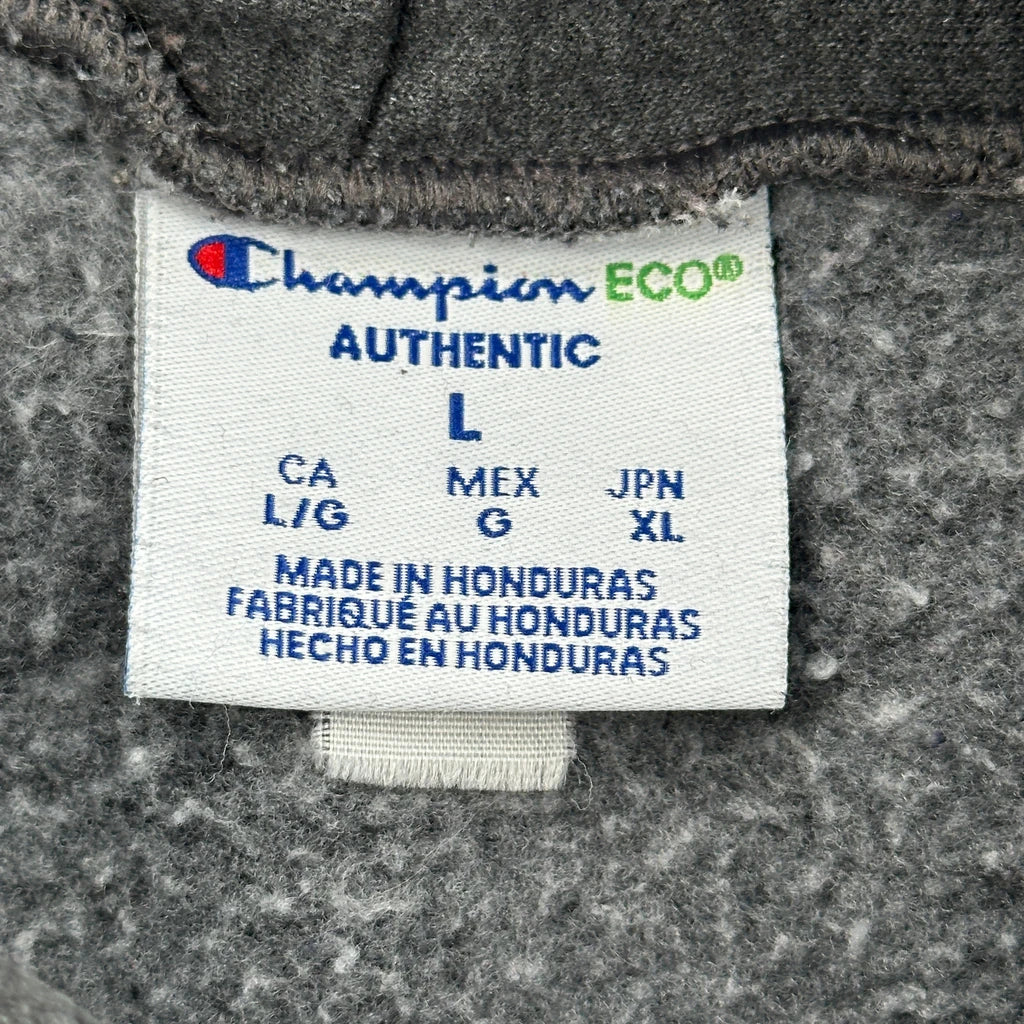 Champion ECO®
AUTHENTIC
L
CA MEX JPN
L/G G XL
MADE IN HONDURAS
FABRIQUÉ AU HONDURAS
HECHO EN HONDURAS